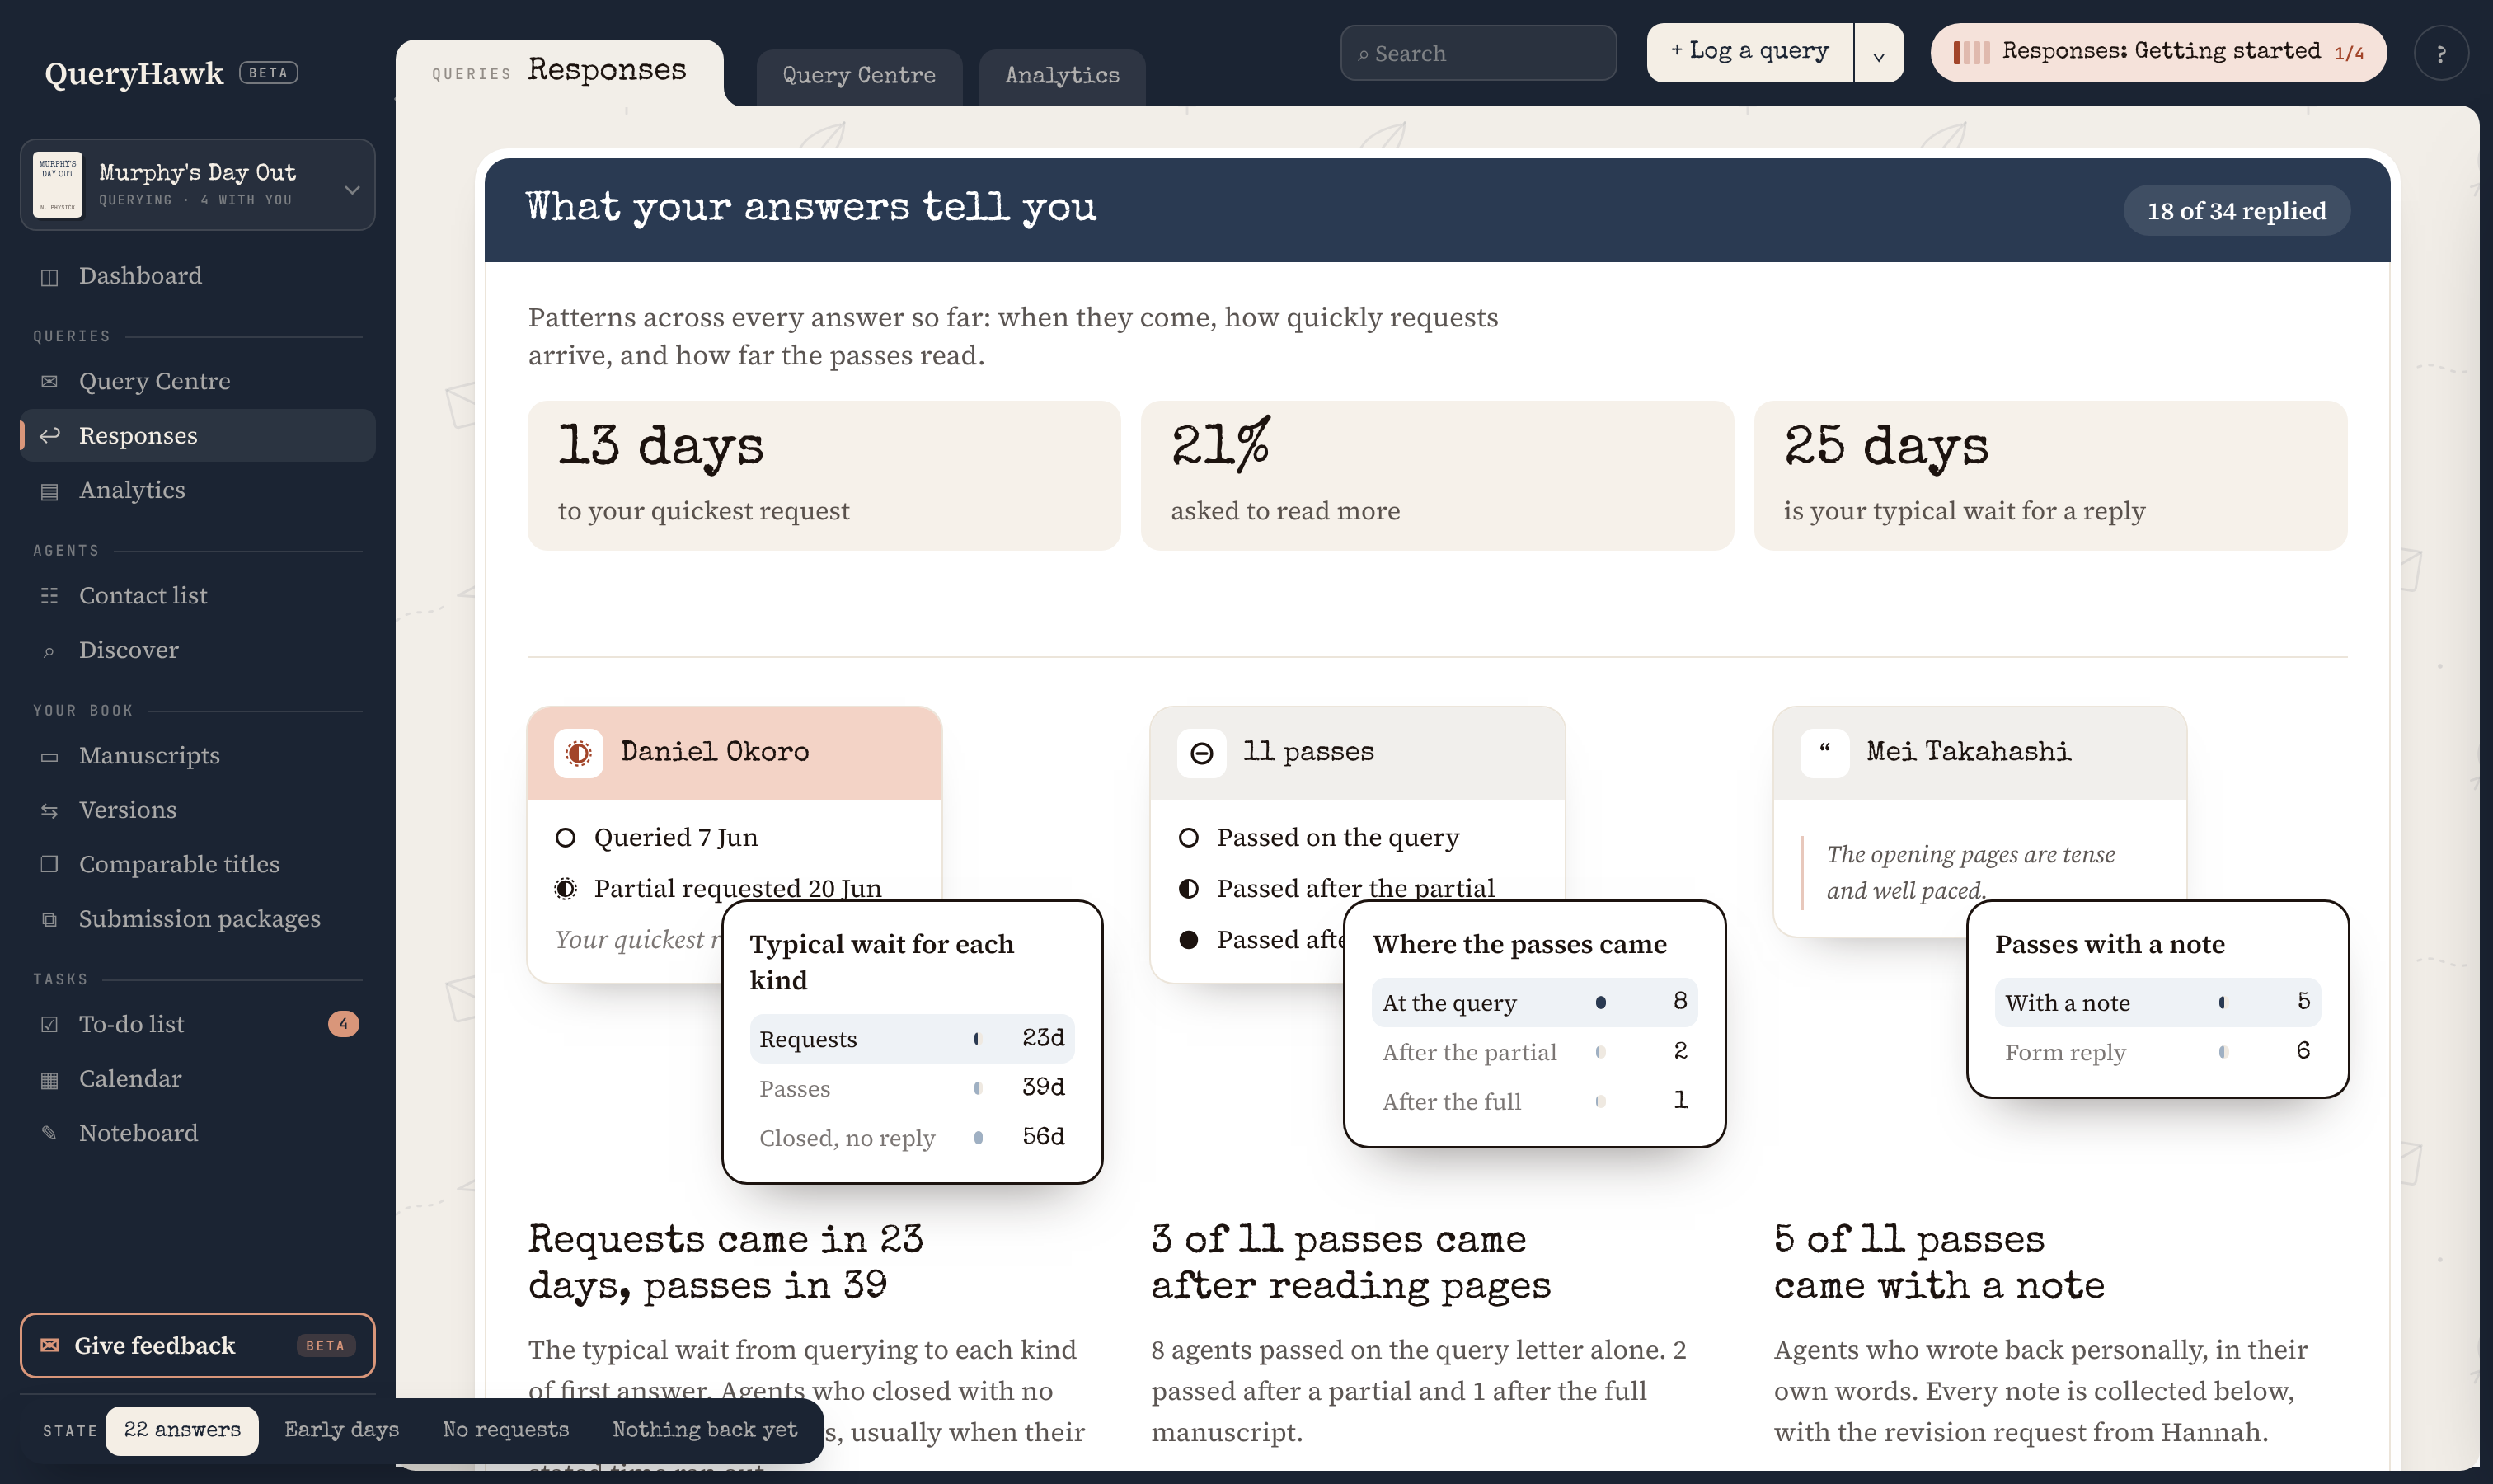 QueryHawk BETA
QUERIES Responses
Query Centre
Analytics
Search
+ Log a query
Responses: Getting started 1/4
?
MURPHY'S
DAY OUT
N. PHYSICK
Murphy's Day Out
QUERYING · 4 WITH YOU
Dashboard
QUERIES
Query Centre
Responses
Analytics
AGENTS
Contact list
Discover
YOUR BOOK
Manuscripts
Versions
Comparable titles
Submission packages
TASKS
To-do list 4
Calendar
Noteboard
Give feedback BETA
What your answers tell you
18 of 34 replied
Patterns across every answer so far: when they come, how quickly requests
arrive, and how far the passes read.
13 days
to your quickest request
21%
asked to read more
25 days
is your typical wait for a reply
Daniel Okoro
Queried 7 Jun
Partial requested 20 Jun
Your quickest r
Typical wait for each
kind
Requests 23d
Passes 39d
Closed, no reply 56d
11 passes
Passed on the query
Passed after the partial
Passed afte
Where the passes came
At the query 8
After the partial 2
After the full 1
“ Mei Takahashi
The opening pages are tense
and well paced.
Passes with a note
With a note 5
Form reply 6
Requests came in 23
days, passes in 39
The typical wait from querying to each kind
of first answer. Agents who closed with no
s, usually when their
3 of 11 passes came
after reading pages
8 agents passed on the query letter alone. 2
passed after a partial and 1 after the full
manuscript.
5 of 11 passes
came with a note
Agents who wrote back personally, in their
own words. Every note is collected below,
with the revision request from Hannah.
STATE 22 answers Early days No requests Nothing back yet